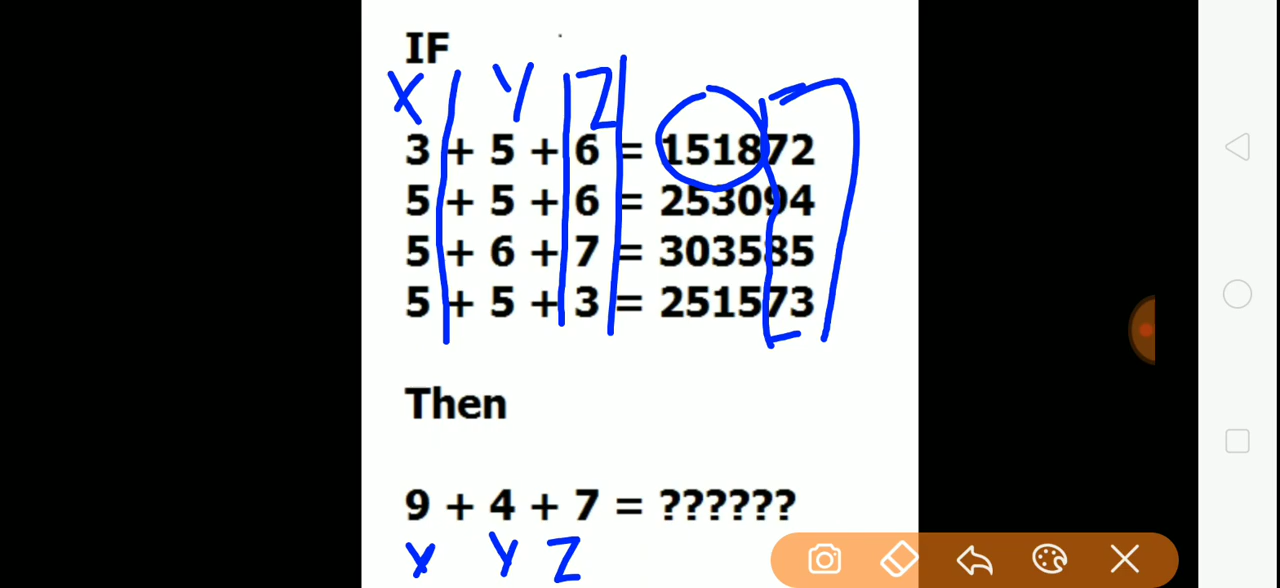 IF
X Y Z
3 + 5 + 6 = 151872
5 + 5 + 6 = 253094
5 + 6 + 7 = 303585
5 + 5 + 3 = 251573
Then
9 + 4 + 7 = ??????
X Y Z